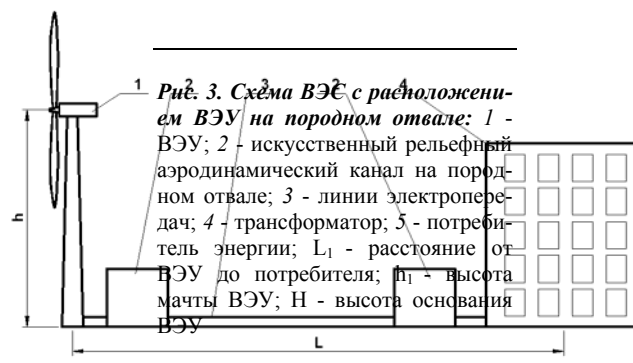 1 2 3 2 4
Рис. 3. Схема ВЭС с расположени-
ем ВЭУ на породном отвале: 1 -
ВЭУ; 2 - искусственный рельефный
аэродинамический канал на пород-
ном отвале; 3 - линии электропере-
дач; 4 - трансформатор; 5 - потреби-
тель энергии; L₁ - расстояние от
ВЭУ до потребителя; h₁ - высота
мачты ВЭУ; H - высота основания
ВЭУ
h
L